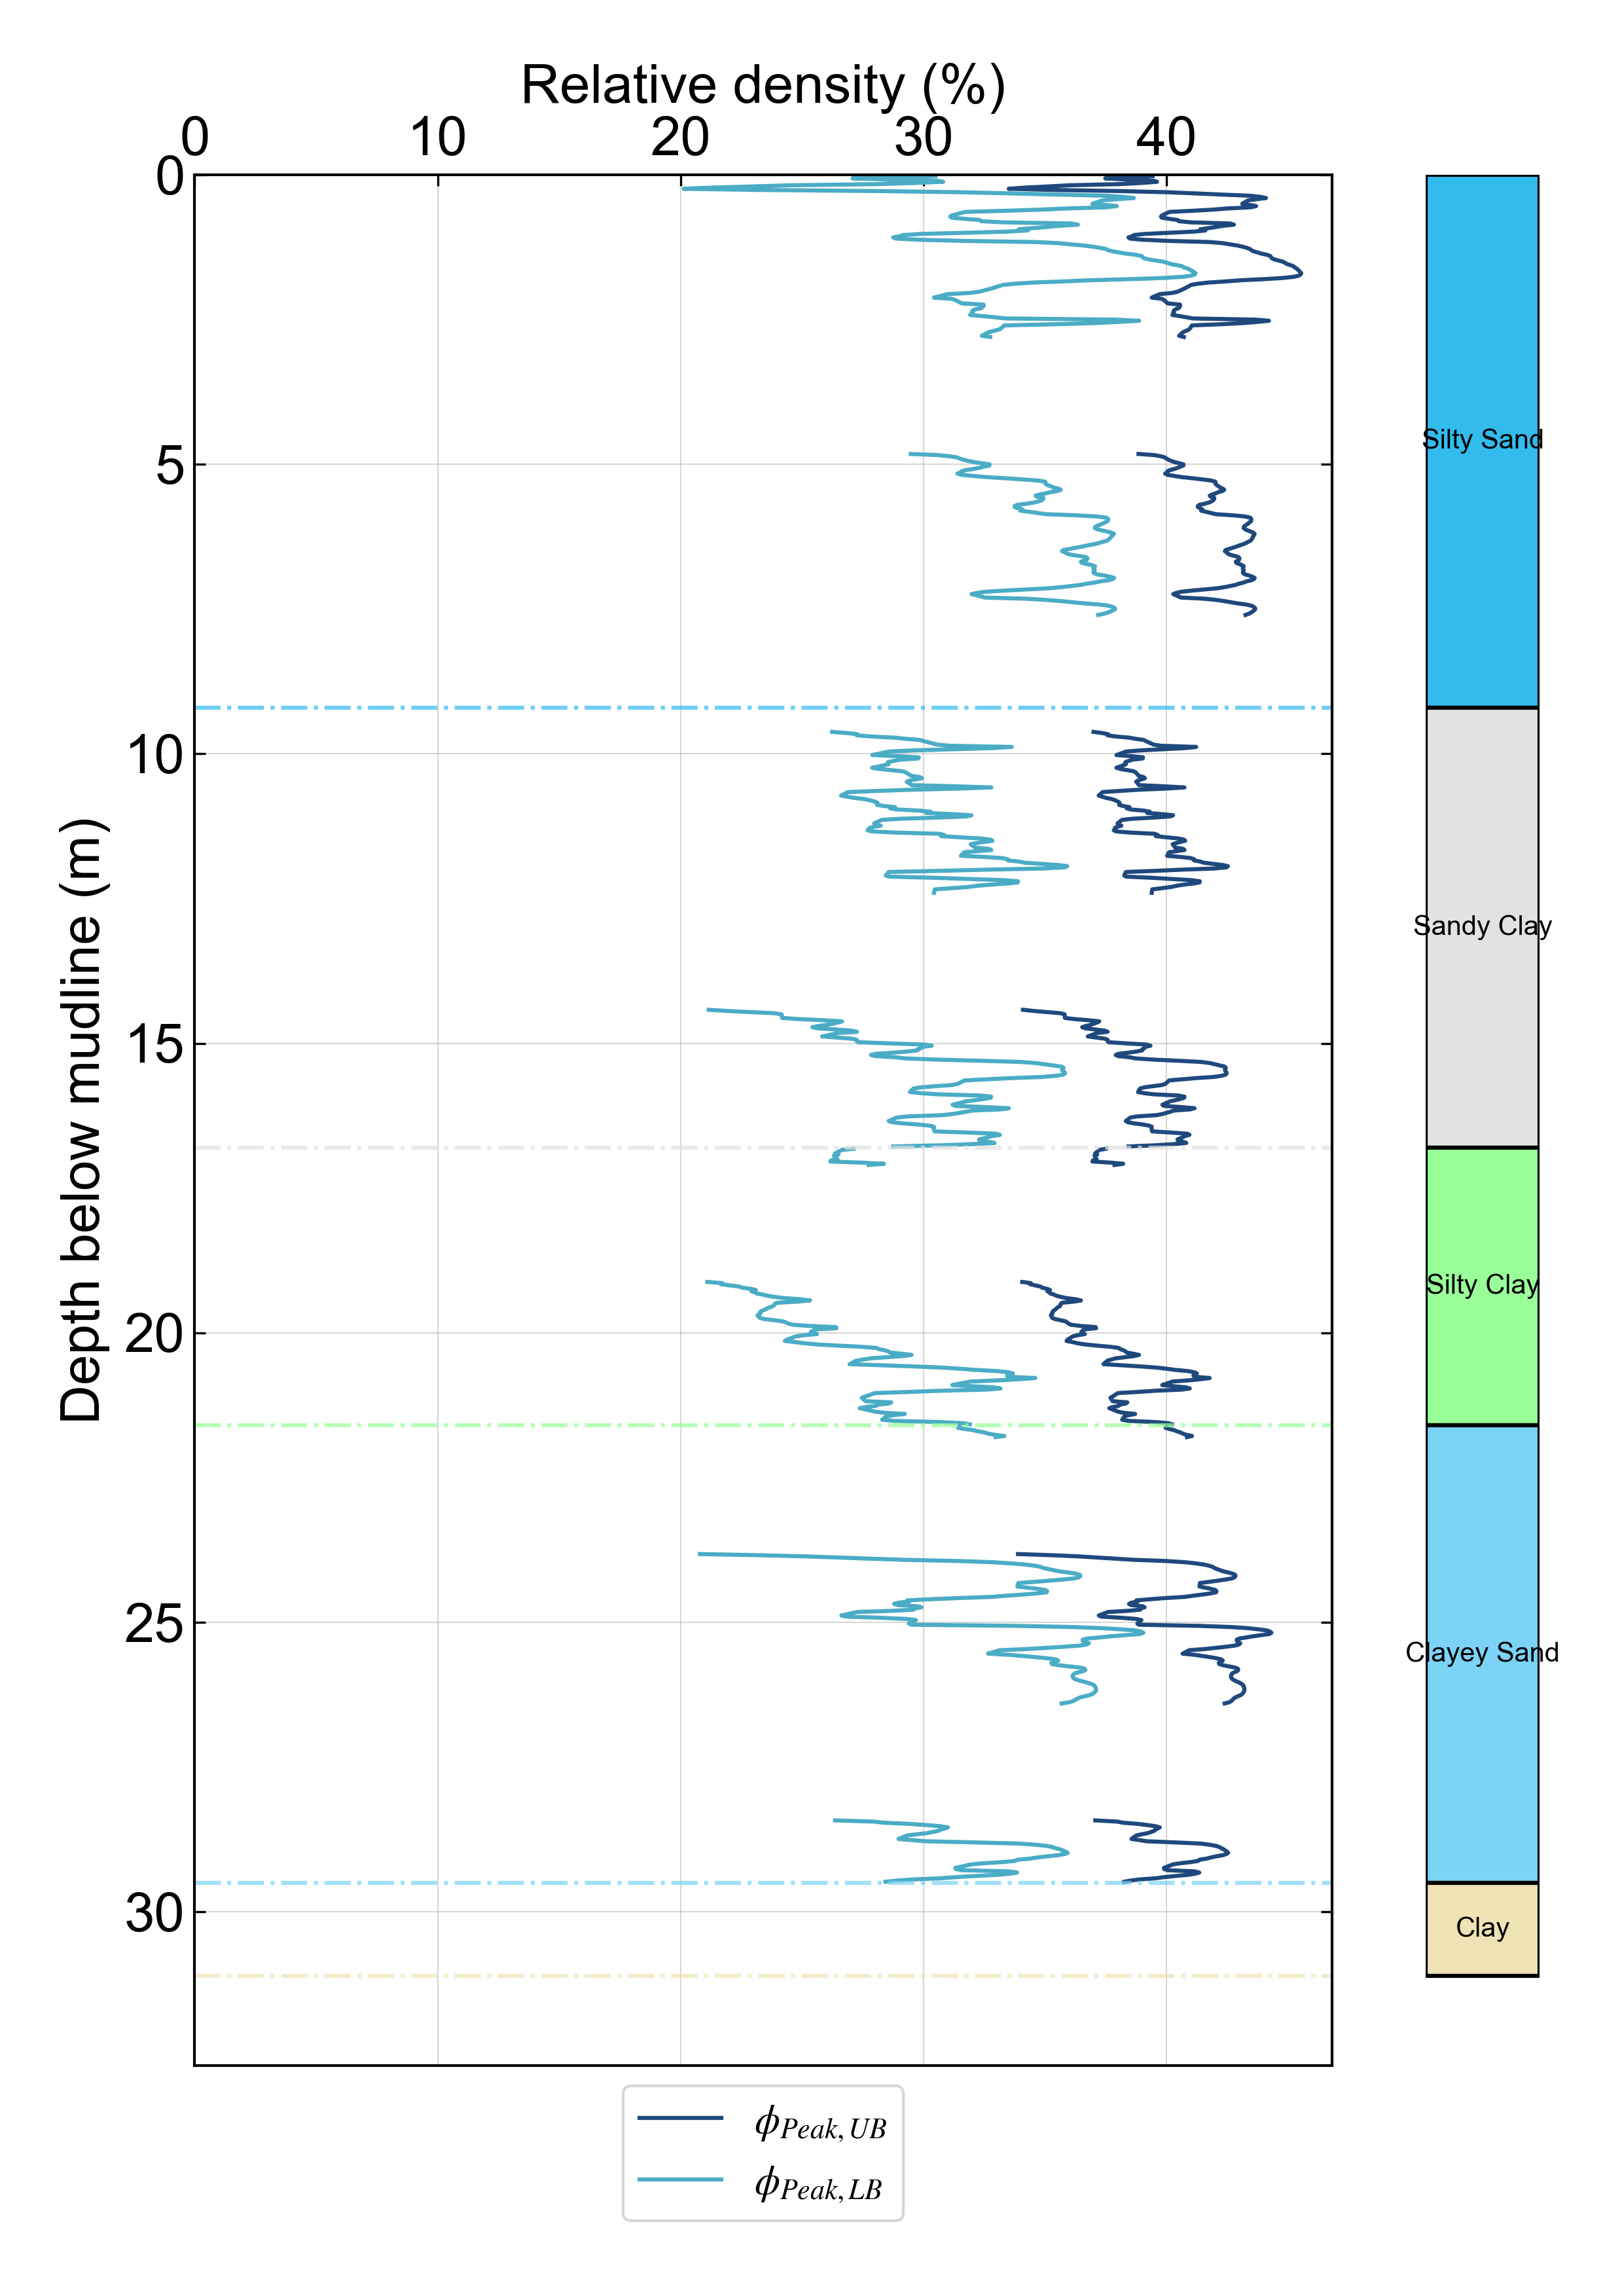 Relative density (%)
0 10 20 30 40
0
5
10
15
20
25
30
Depth below mudline (m)
Silty Sand
Sandy Clay
Silty Clay
Clayey Sand
Clay
ϕPeak, UB
ϕPeak, LB